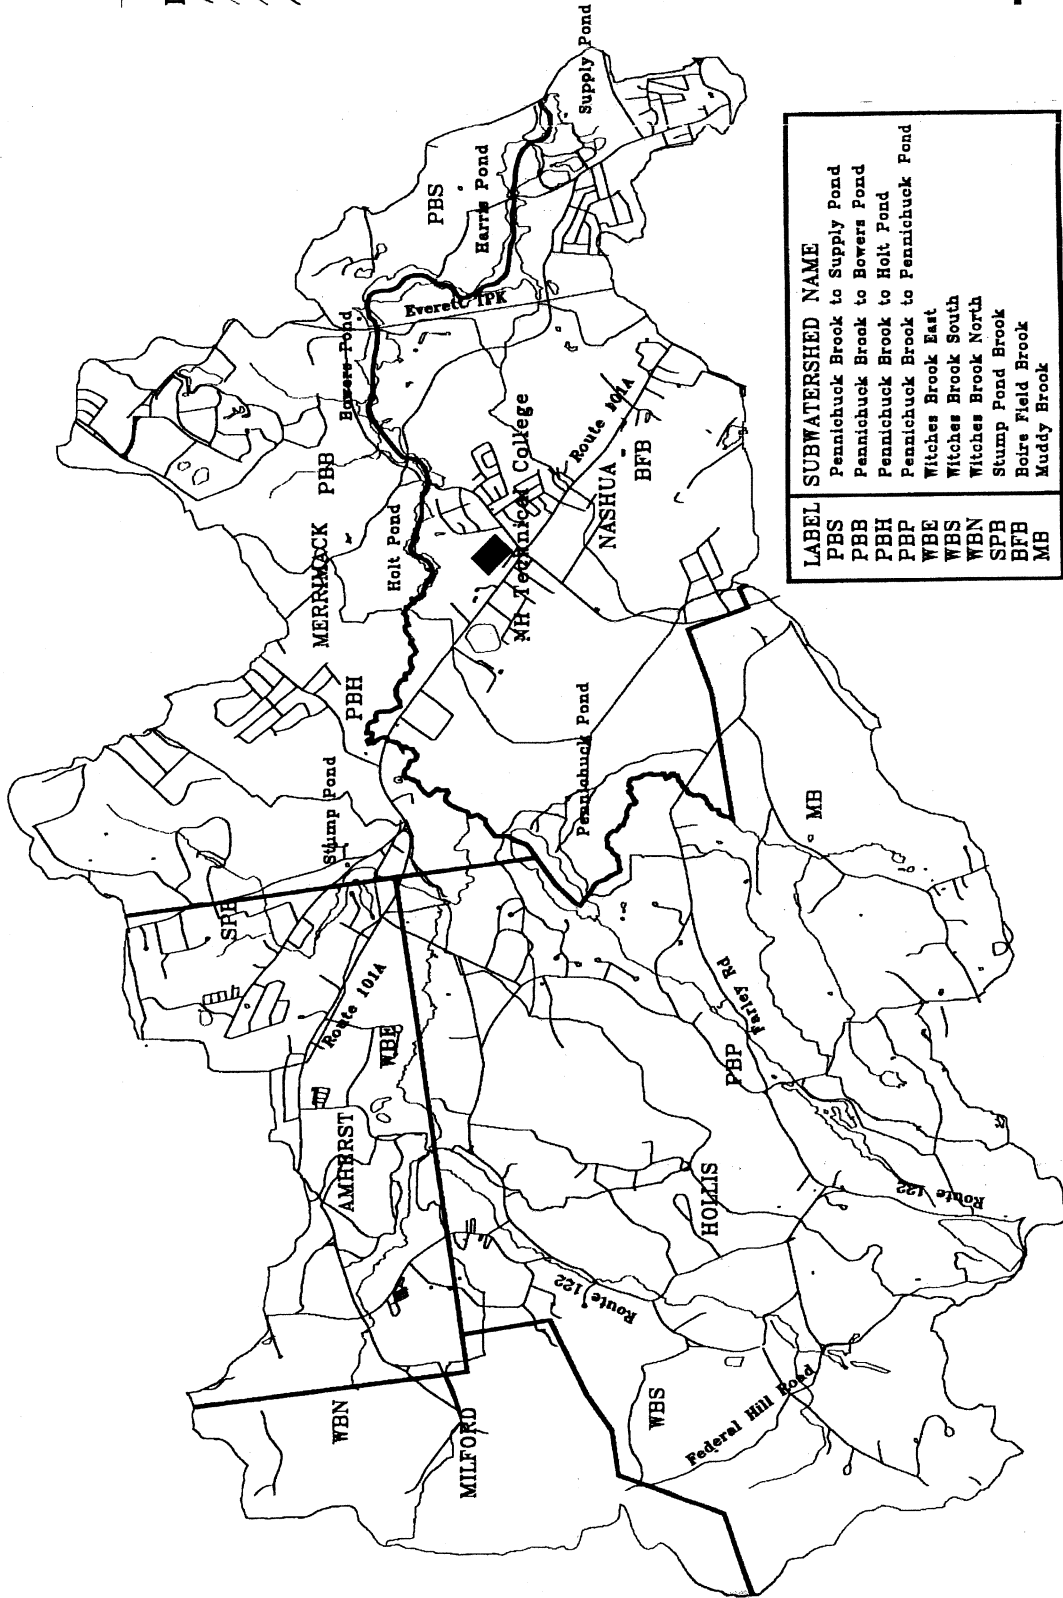 Supply Pond
PBS
Harris Pond
Everett TPK
Bowers Pond
PBB
MERRIMACK
Holt Pond
NH Technical College
Route 101A
NASHUA
BFB
PBH
Stump Pond
Pennichuck Pond
MB
SPB
Route 101A
WBE
AMHERST
Farley Rd
PBP
HOLLIS
Route 122
Route 122
WBN
MILFORD
WBS
Federal Hill Road
LABEL SUBWATERSHED NAME
PBS Pennichuck Brook to Supply Pond
PBB Pennichuck Brook to Bowers Pond
PBH Pennichuck Brook to Holt Pond
PBP Pennichuck Brook to Pennichuck Pond
WBE Witches Brook East
WBS Witches Brook South
WBN Witches Brook North
SPB Stump Pond Brook
BFB Boire Field Brook
MB Muddy Brook